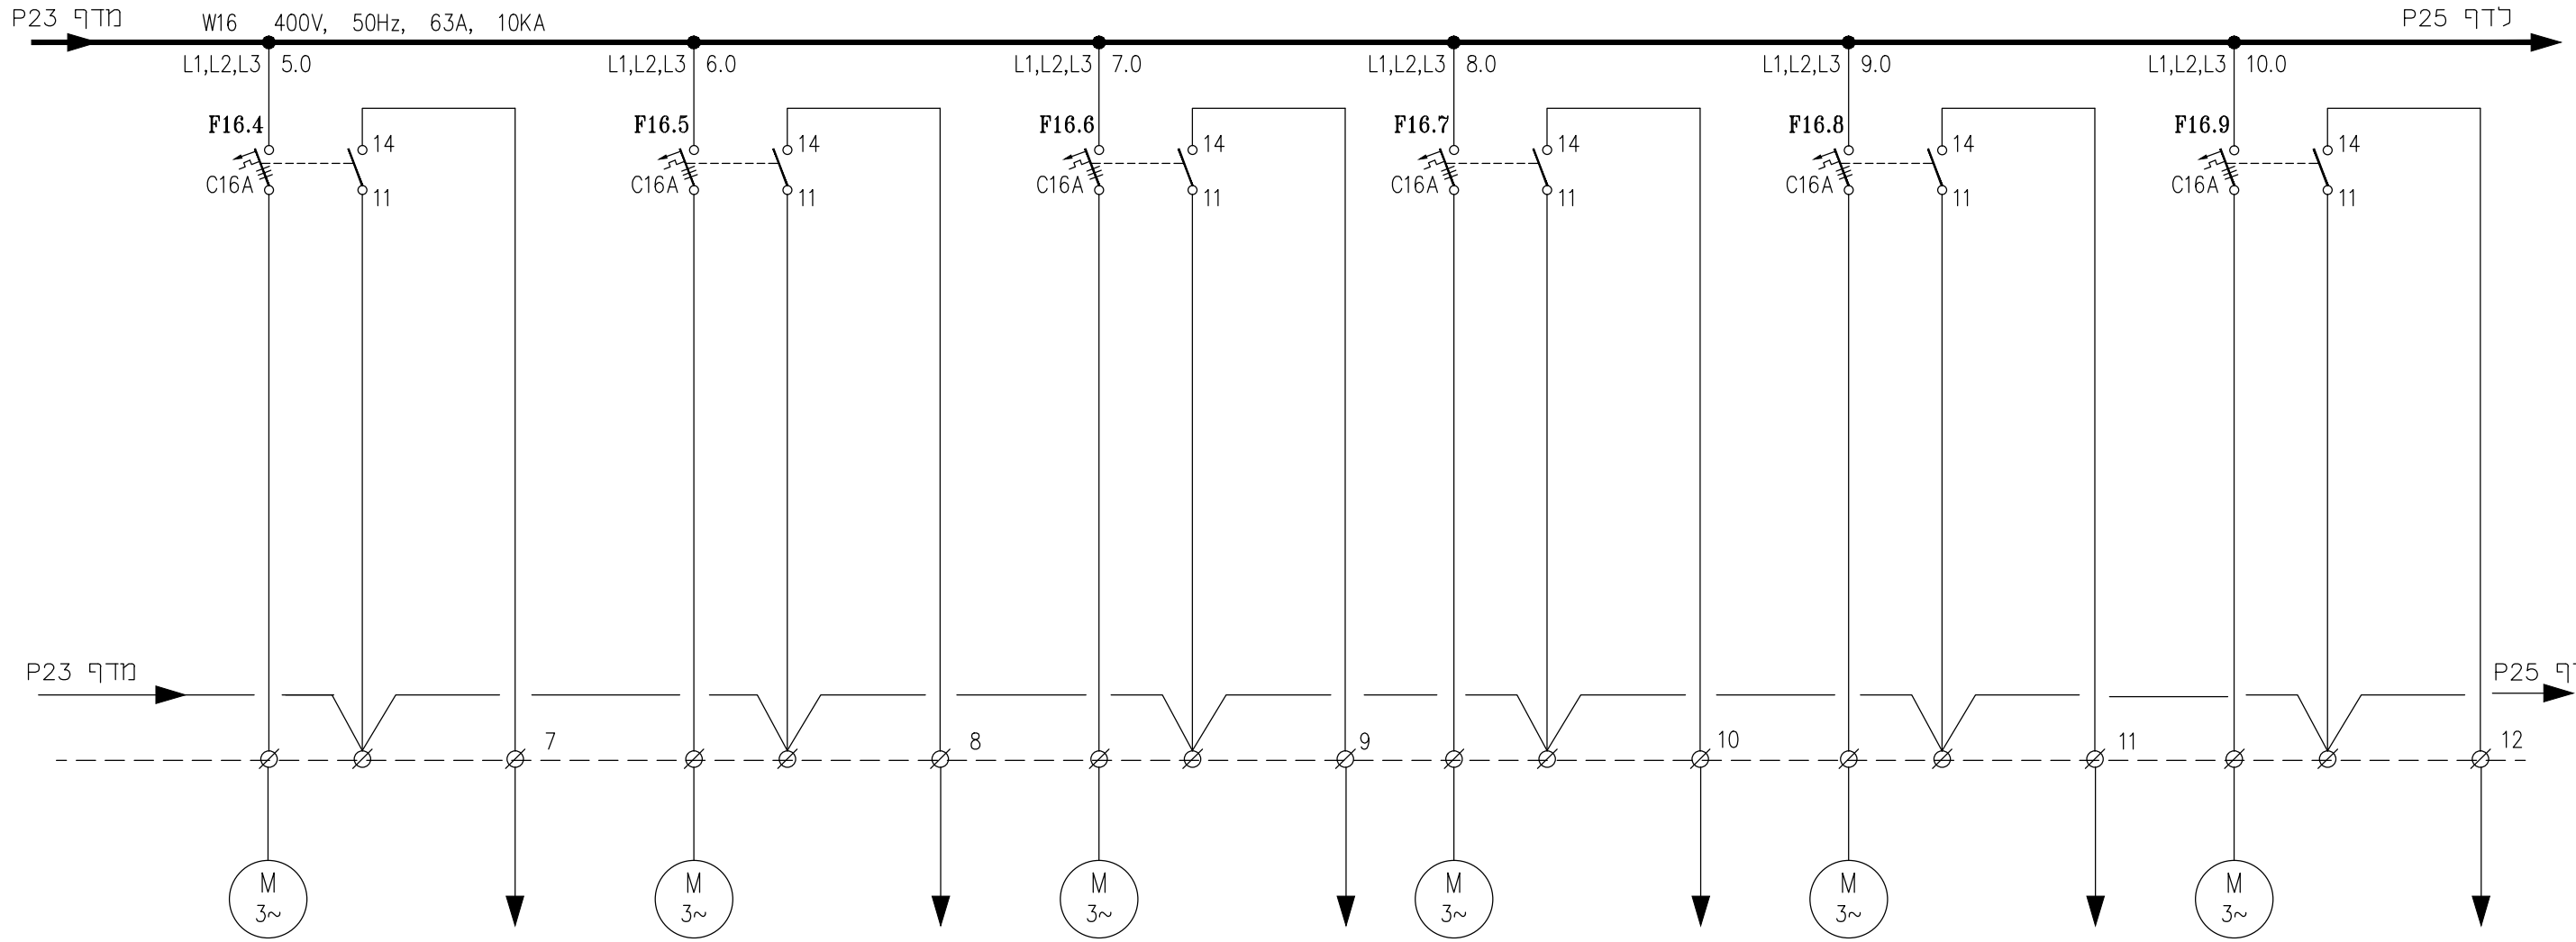 P23 מדף
W16 400V, 50Hz, 63A, 10KA
P25 לדף
L1,L2,L3 5.0
L1,L2,L3 6.0
L1,L2,L3 7.0
L1,L2,L3 8.0
L1,L2,L3 9.0
L1,L2,L3 10.0
F16.4
14
C16A
11
F16.5
14
C16A
11
F16.6
14
C16A
11
F16.7
14
C16A
11
F16.8
14
C16A
11
F16.9
14
C16A
11
P23 מדף
P25
7
8
9
10
11
12
M
3~
M
3~
M
3~
M
3~
M
3~
M
3~